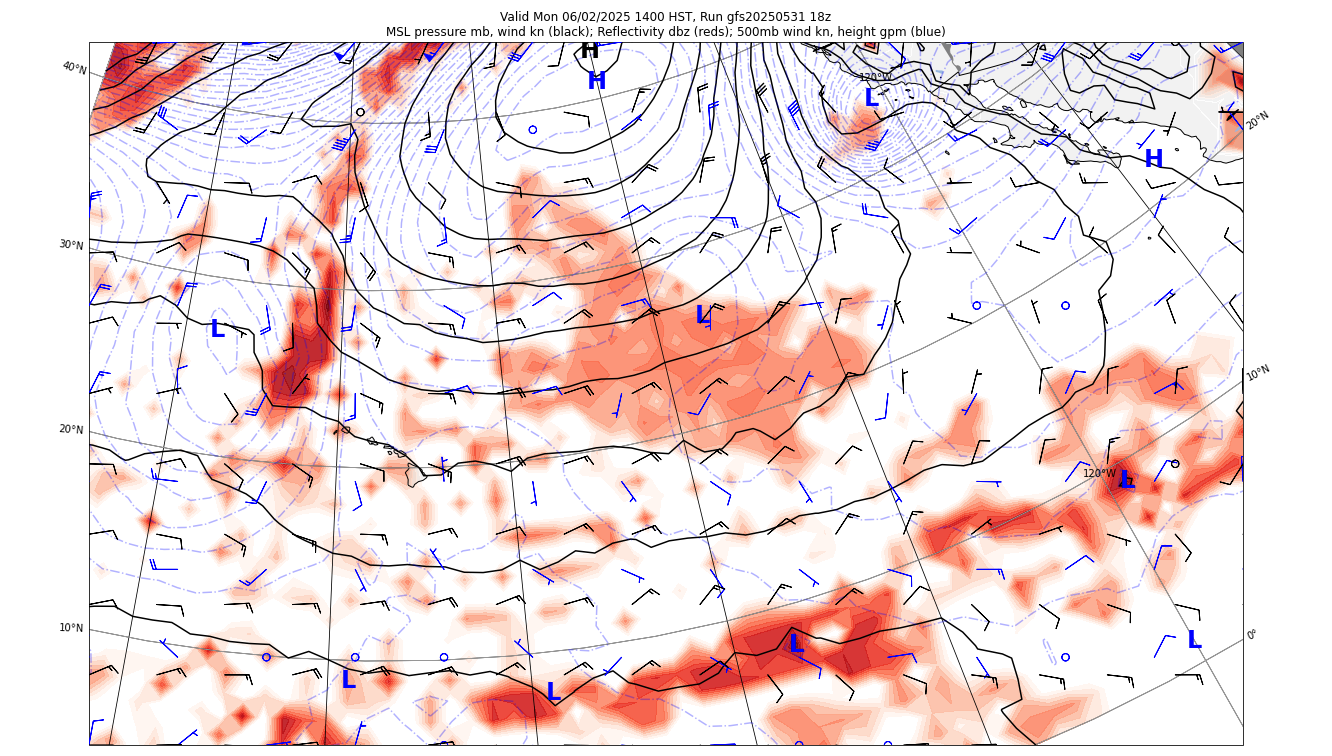 Valid Mon 06/02/2025 1400 HST, Run gfs20250531 18z
MSL pressure mb, wind kn (black); Reflectivity dbz (reds); 500mb wind kn, height gpm (blue)
H
H
40°N
120°W
L
20°N
H
30°N
L
L
10°N
20°N
120°W
L
10°N
0°
L
L
L
L